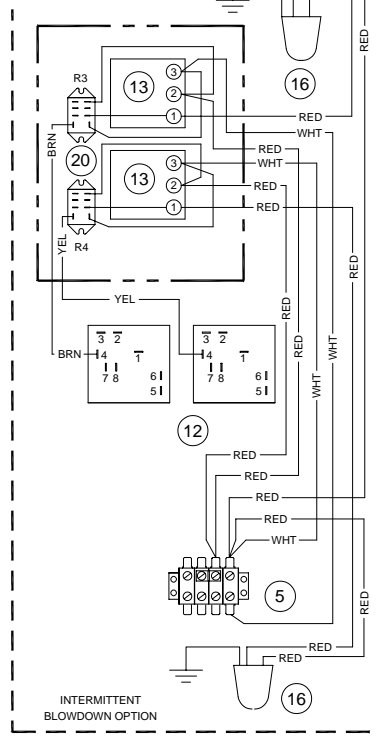 RED
16
R3
13
3
2
1
RED
WHT
BRN
20
13
3
2
1
RED
WHT
RED
RED
R4
YEL
RED
YEL
RED
RED
WHT
WHT
3 2
4 1
7 8 6
5
BRN
3 2
4 1
7 8 6
5
12
RED
RED
RED
RED
WHT
5
RED
RED
RED
16
INTERMITTENT
BLOWDOWN OPTION